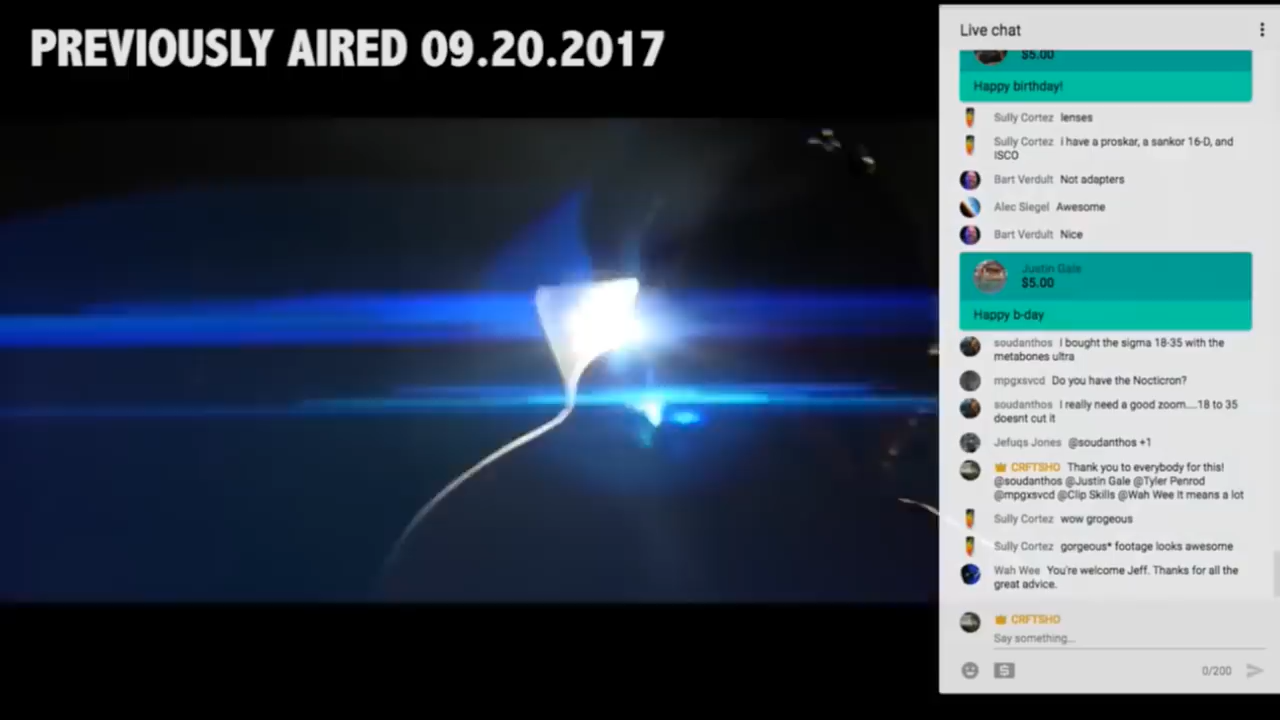 PREVIOUSLY AIRED 09.20.2017
Live chat
$5.00
Happy birthday!
Sully Cortez lenses
Sully Cortez i have a proskar, a sankor 16-D, and
ISCO
Bart Verdult Not adapters
Alec Siegel Awesome
Bart Verdult Nice
Justin Gale
$5.00
Happy b-day
soudanthos I bought the sigma 18-35 with the
metabones ultra
mpgxsvcd Do you have the Nocticron?
soudanthos I really need a good zoom....18 to 35
doesnt cut it
Jefuqs Jones @soudanthos +1
CRFTSHO Thank you to everybody for this!
@soudanthos @Justin Gale @Tyler Penrod
@mpgxsvcd @Clip Skills @Wah Wee It means a lot
Sully Cortez wow grogeous
Sully Cortez gorgeous* footage looks awesome
Wah Wee You're welcome Jeff. Thanks for all the
great advice.
CRFTSHO
Say something...
0/200